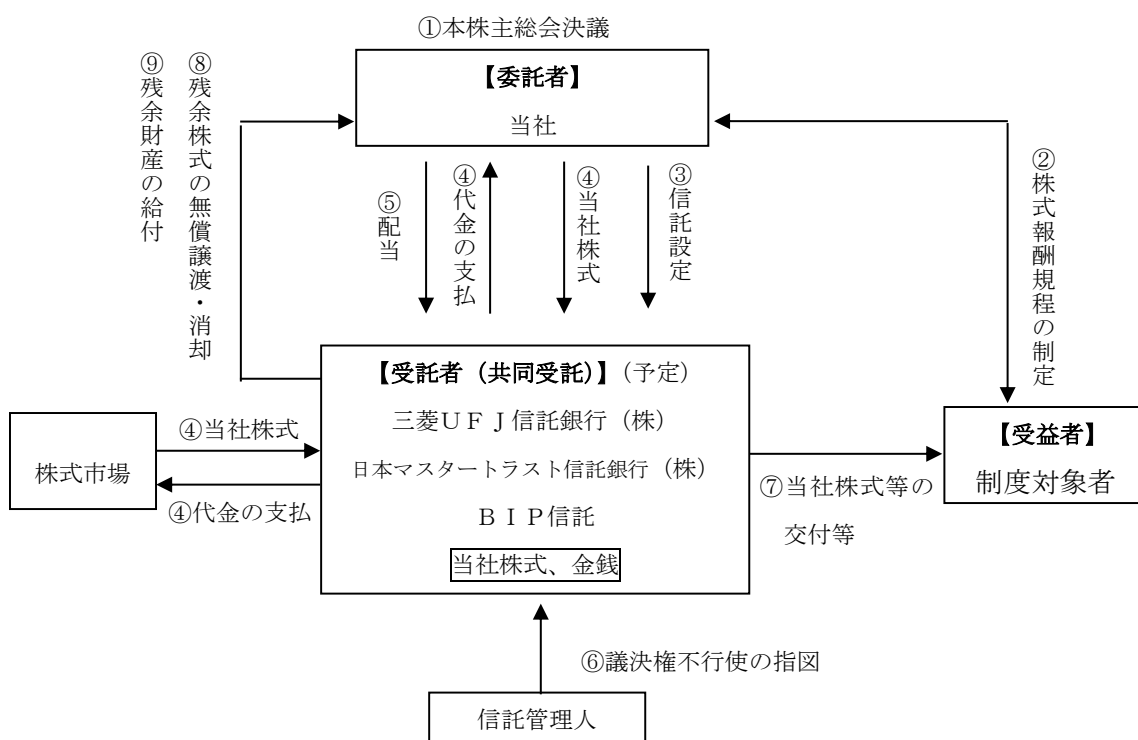 ①本株主総会決議
【委託者】
当社
⑨残余財産の給付
⑧残余株式の無償譲渡・消却
⑤配当
④代金の支払
④当社株式
③信託設定
②株式報酬規程の制定
【受託者（共同受託）】（予定）
三菱ＵＦＪ信託銀行（株）
日本マスタートラスト信託銀行（株）
ＢＩＰ信託
当社株式、金銭
株式市場
④当社株式
④代金の支払
【受益者】
制度対象者
⑦当社株式等の
交付等
⑥議決権不行使の指図
信託管理人